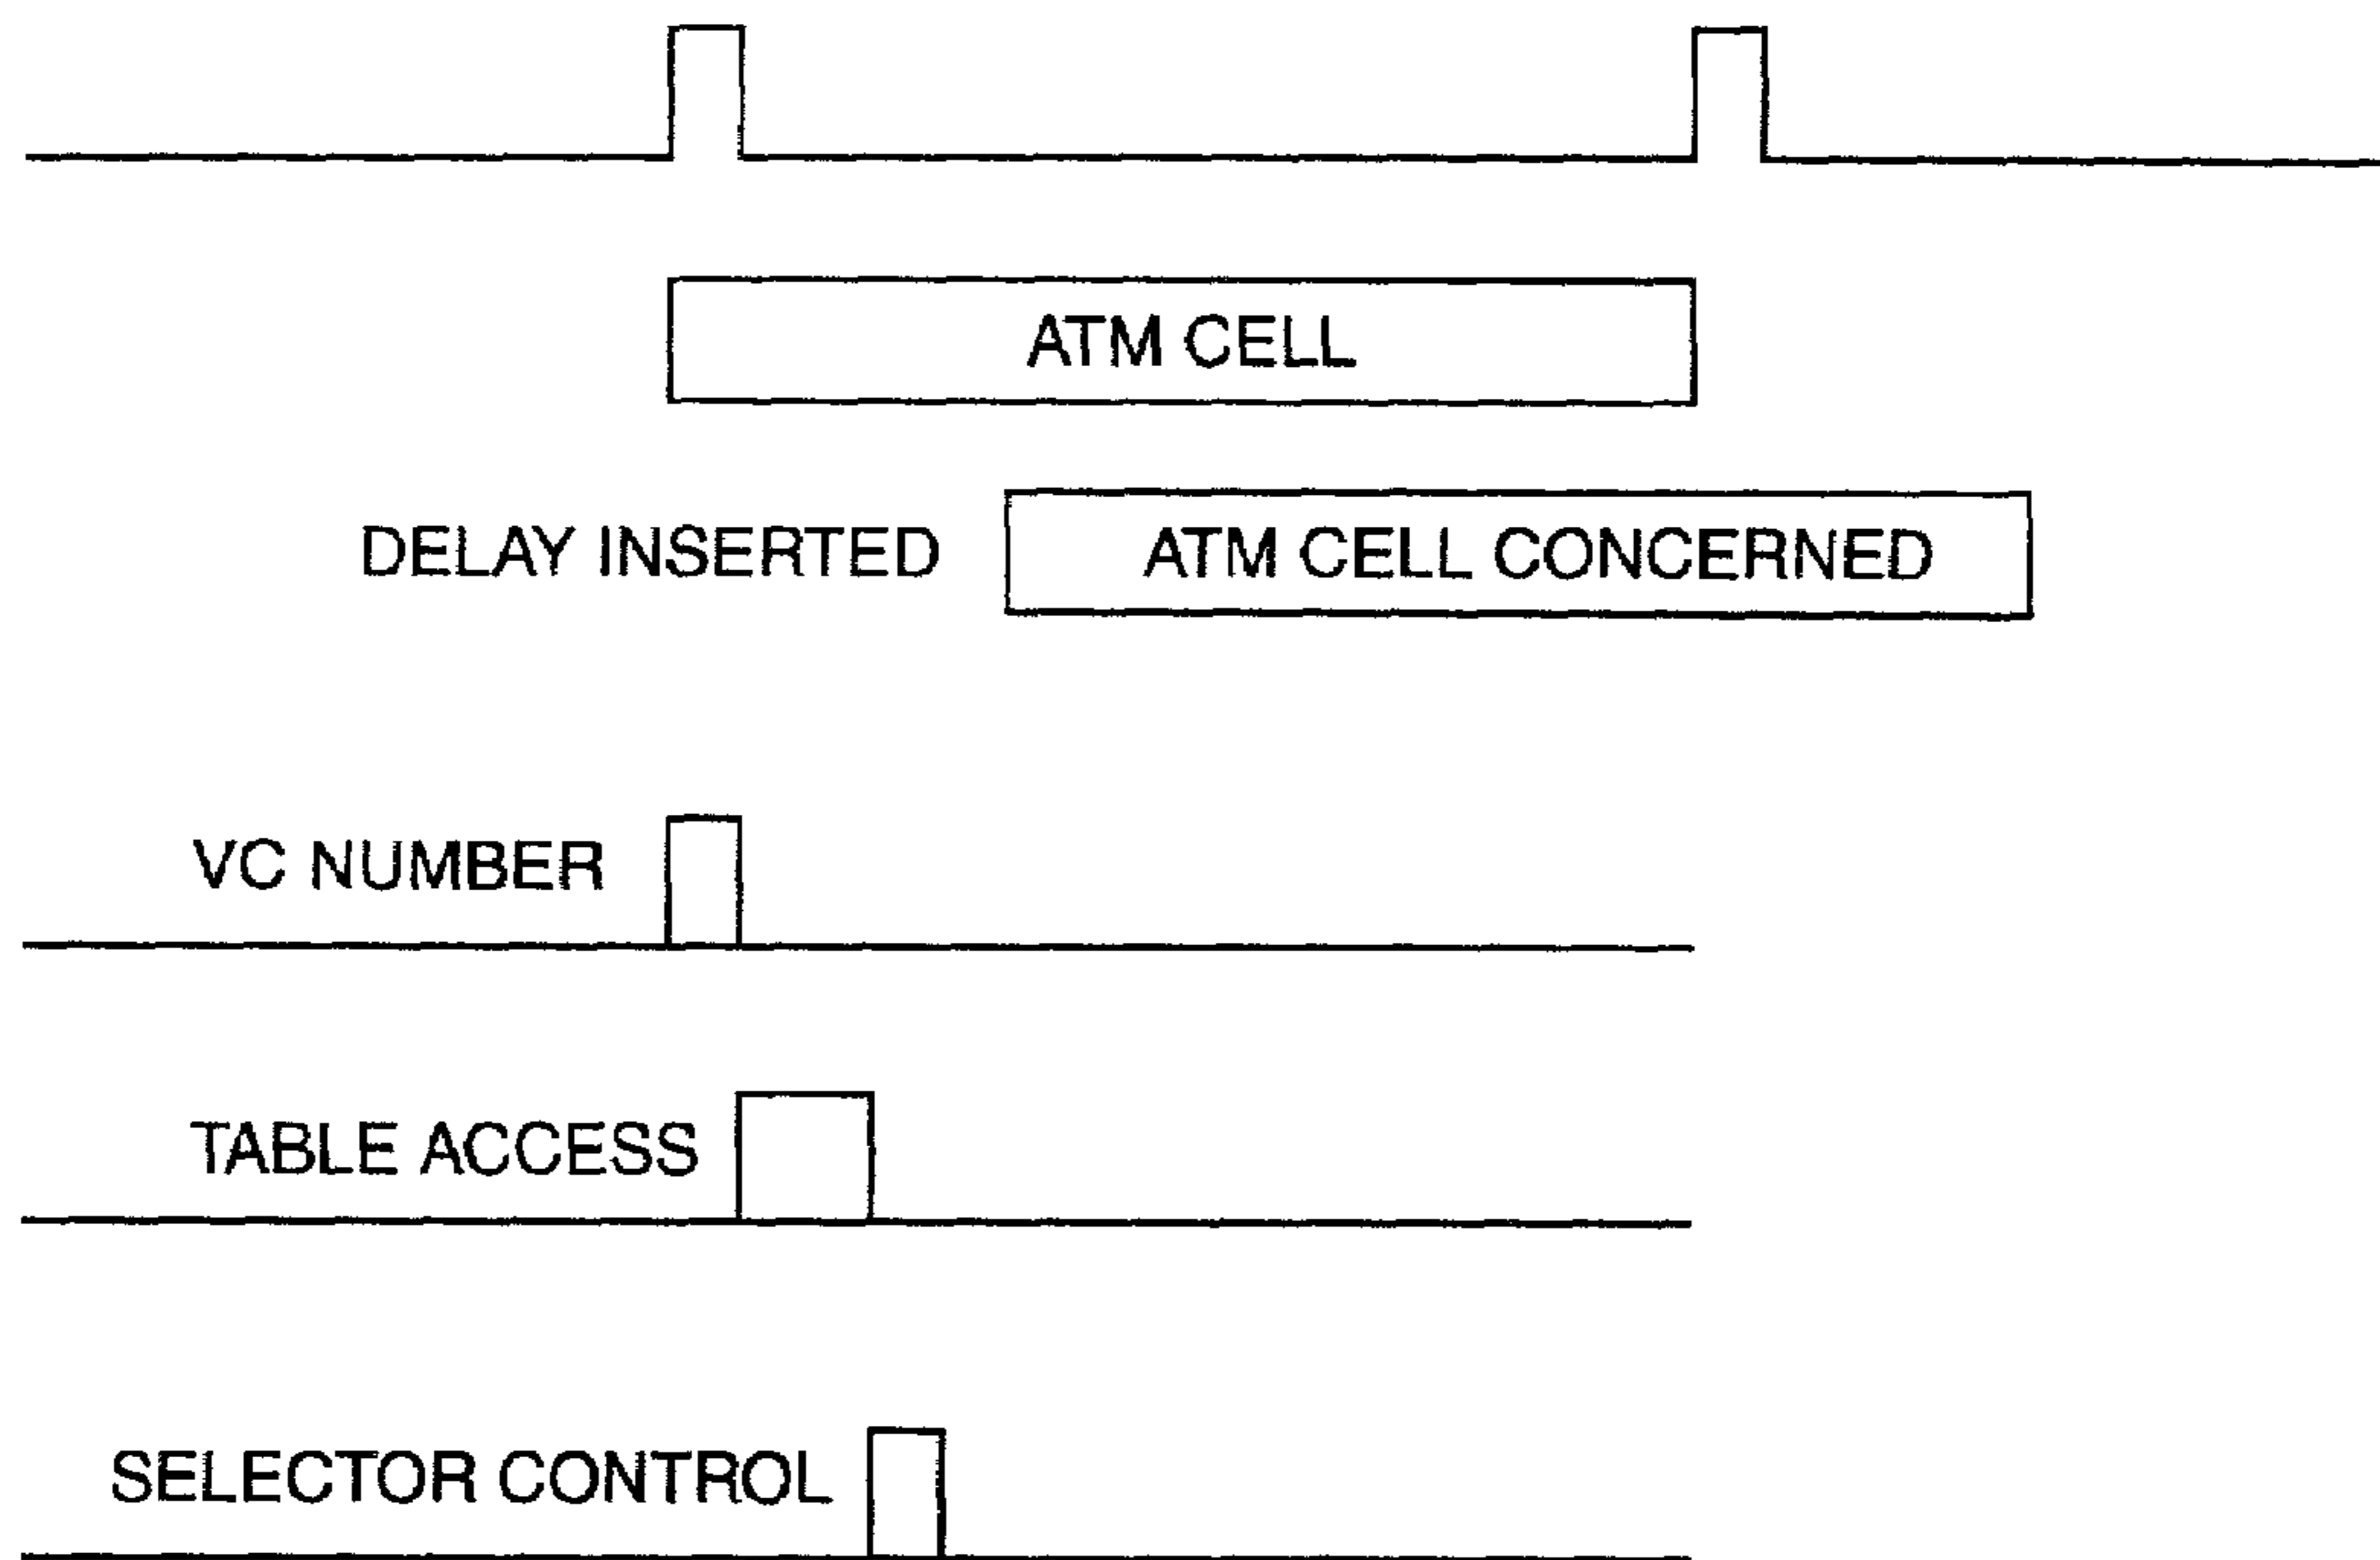 ATM CELL
DELAY INSERTED
ATM CELL CONCERNED
VC NUMBER
TABLE ACCESS
SELECTOR CONTROL